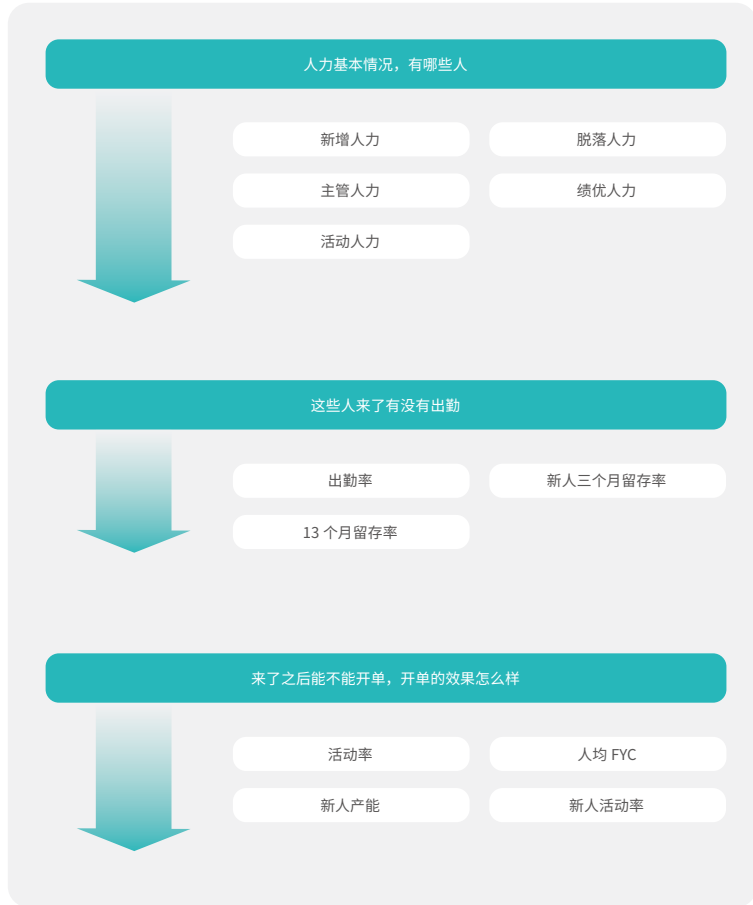 人力基本情况，有哪些人
新增人力
脱落人力
主管人力
绩优人力
活动人力
这些人来了有没有出勤
出勤率
新人三个月留存率
13 个月留存率
来了之后能不能开单，开单的效果怎么样
活动率
人均 FYC
新人产能
新人活动率